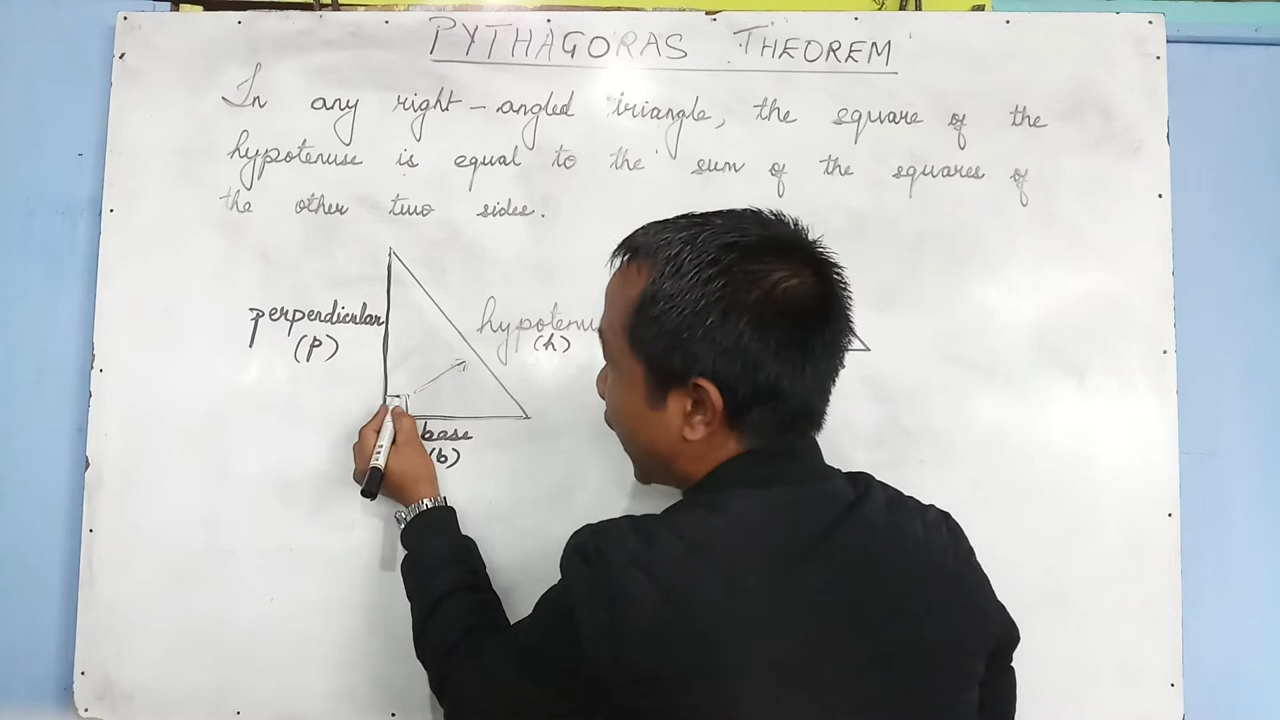 PYTHAGORAS THEOREM
In any right-angled triangle, the square of the
hypotenuse is equal to the sum of the squares of
the other two sides.
perpendicular
(p)
hypotenu
(h)
base
(b)